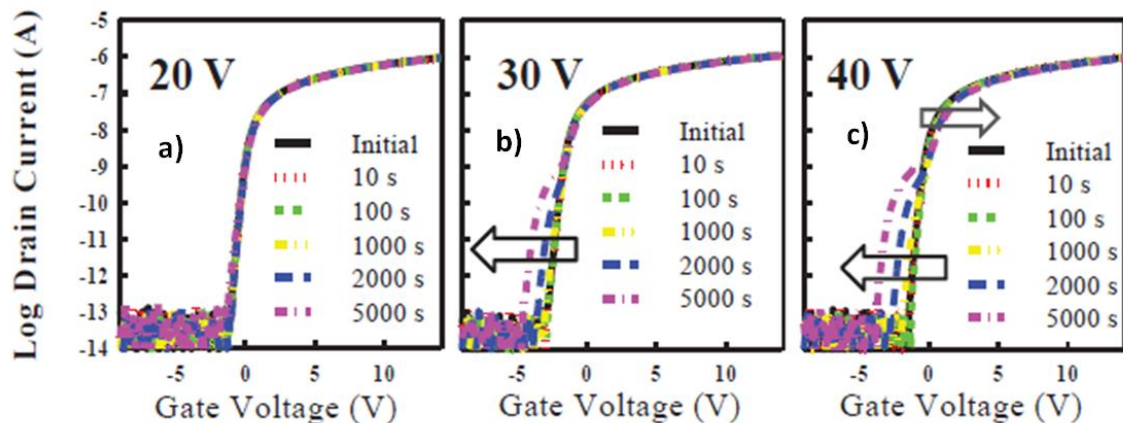 Log Drain Current (A)
-5
-6
-7
-8
-9
-10
-11
-12
-13
-14
20 V
a)
Initial
10 s
100 s
1000 s
2000 s
5000 s
-5
0
5
10
Gate Voltage (V)
30 V
b)
Initial
10 s
100 s
1000 s
2000 s
5000 s
-5
0
5
10
Gate Voltage (V)
40 V
c)
Initial
10 s
100 s
1000 s
2000 s
5000 s
-5
0
5
10
Gate Voltage (V)